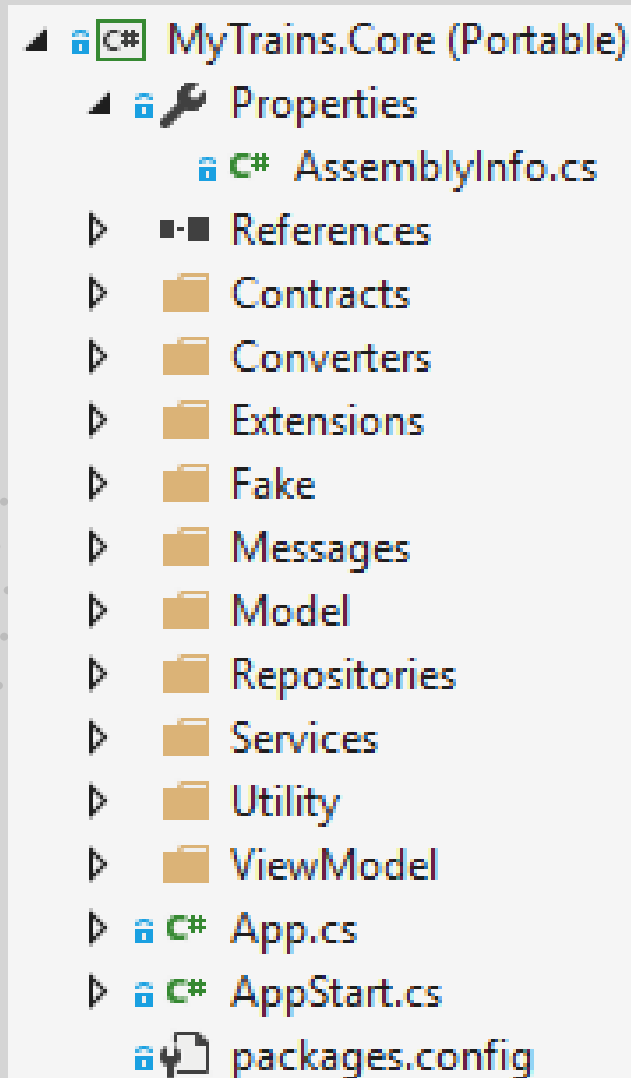 C# MyTrains.Core (Portable)
Properties
C# AssemblyInfo.cs
References
Contracts
Converters
Extensions
Fake
Messages
Model
Repositories
Services
Utility
ViewModel
C# App.cs
C# AppStart.cs
packages.config